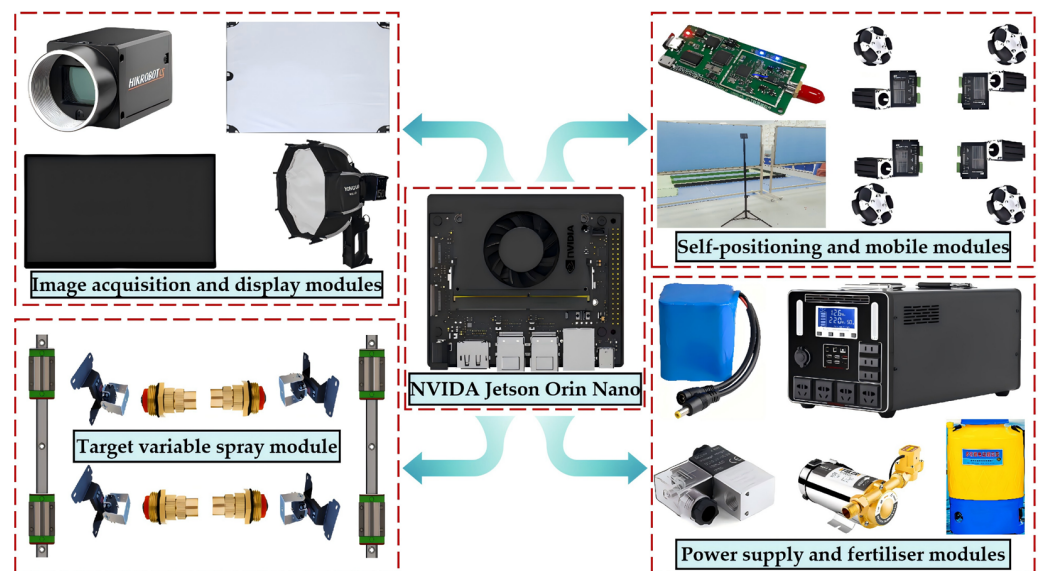 HIKROBOT
Image acquisition and display modules
Self-positioning and mobile modules
NVIDIA
NVIDA Jetson Orin Nano
Target variable spray module
Power supply and fertiliser modules